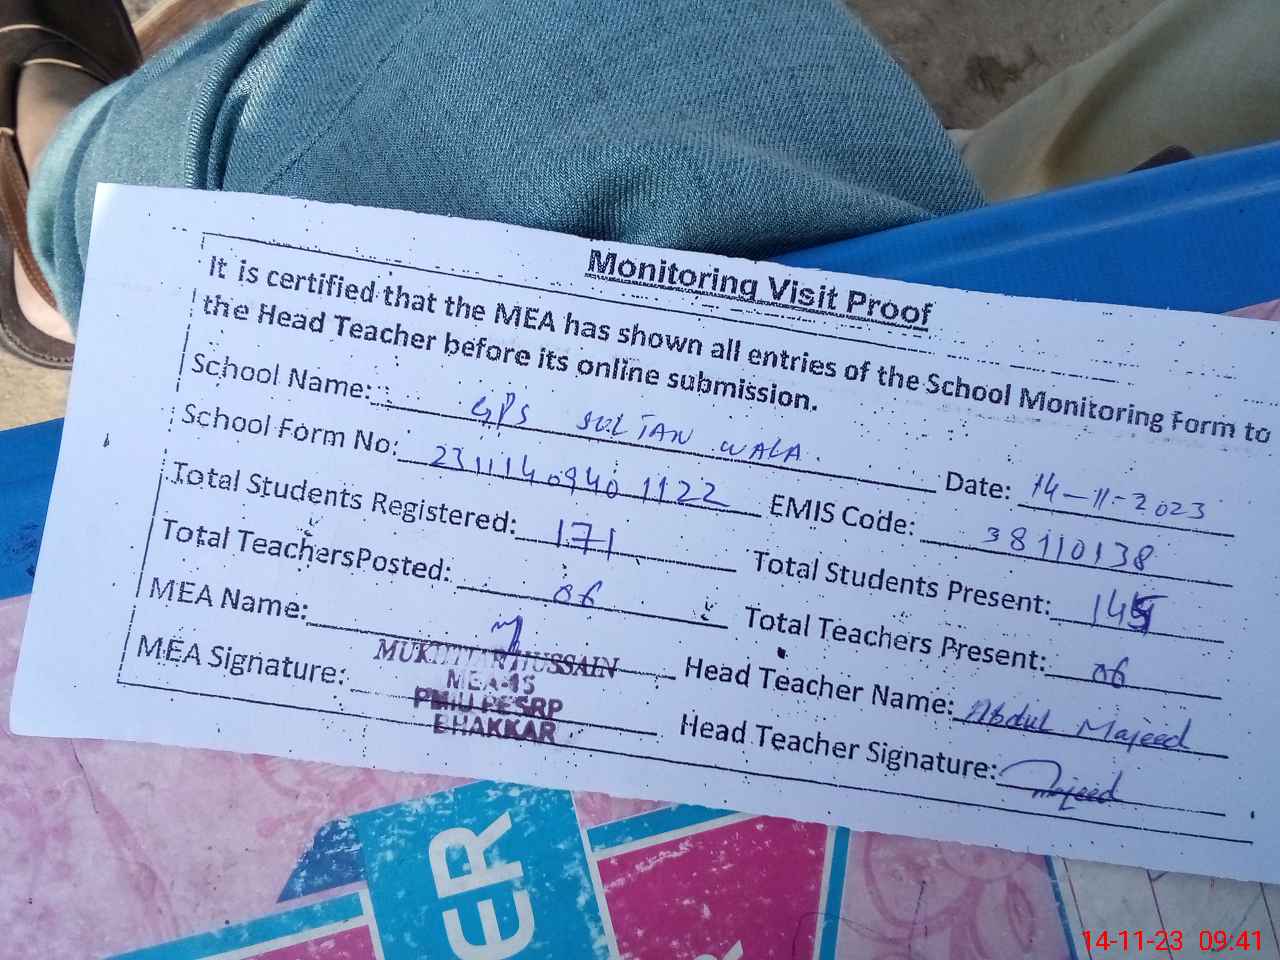 Monitoring Visit Proof
It is certified that the MEA has shown all entries of the School Monitoring Form to
the Head Teacher before its online submission.
School Name: GPS SULTAN WALA Date: 14-11-2023
School Form No: 2311140940 1122 EMIS Code: 38110138
Total Students Registered: 171 Total Students Present: 145
Total TeachersPosted: 06 Total Teachers Present: 06
MEA Name: MUKHTTAR HUSSAIN Head Teacher Name: Abdul Majeed
MEA Signature: Head Teacher Signature: Majeed
MEA-15
PMIU PESRP
BHAKKAR
ER
R
14-11-23 09:41